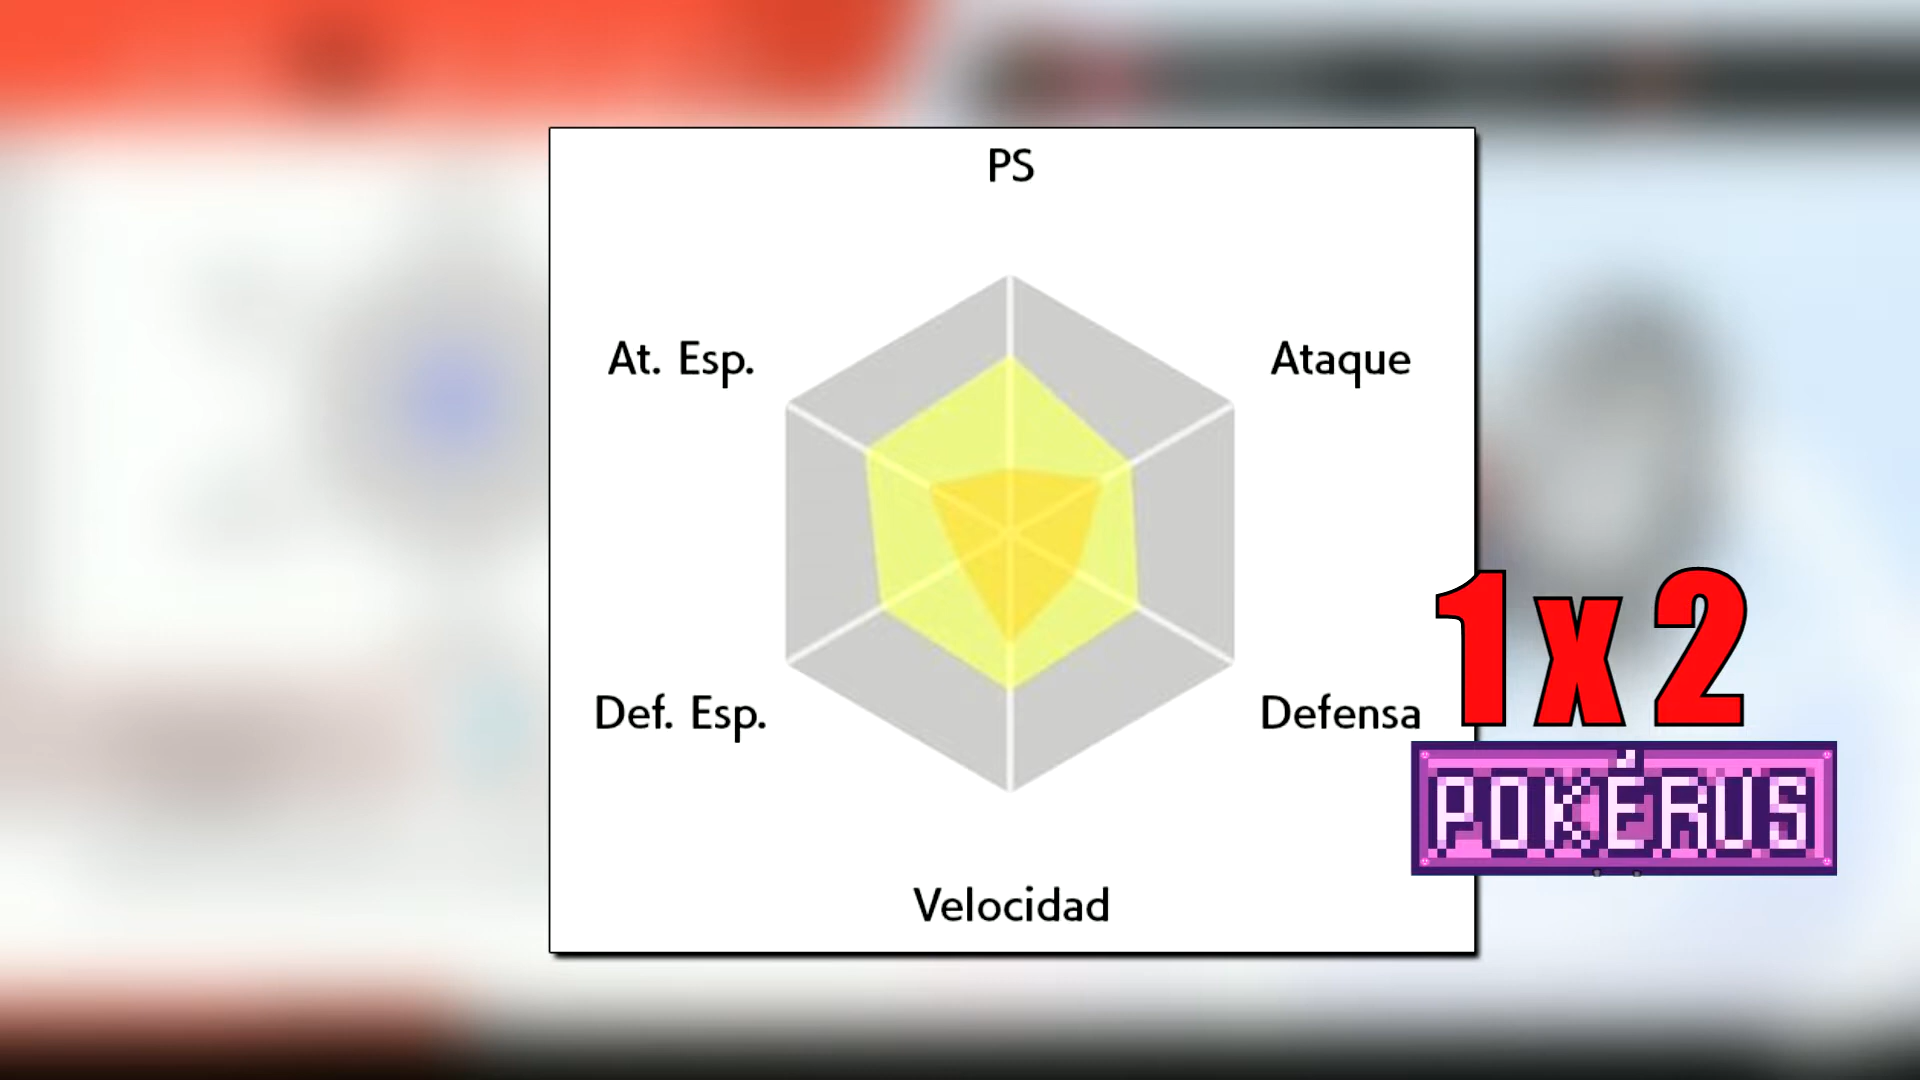 PS
At. Esp.
Ataque
Def. Esp.
Defensa
Velocidad
1x2
POKÉRUS